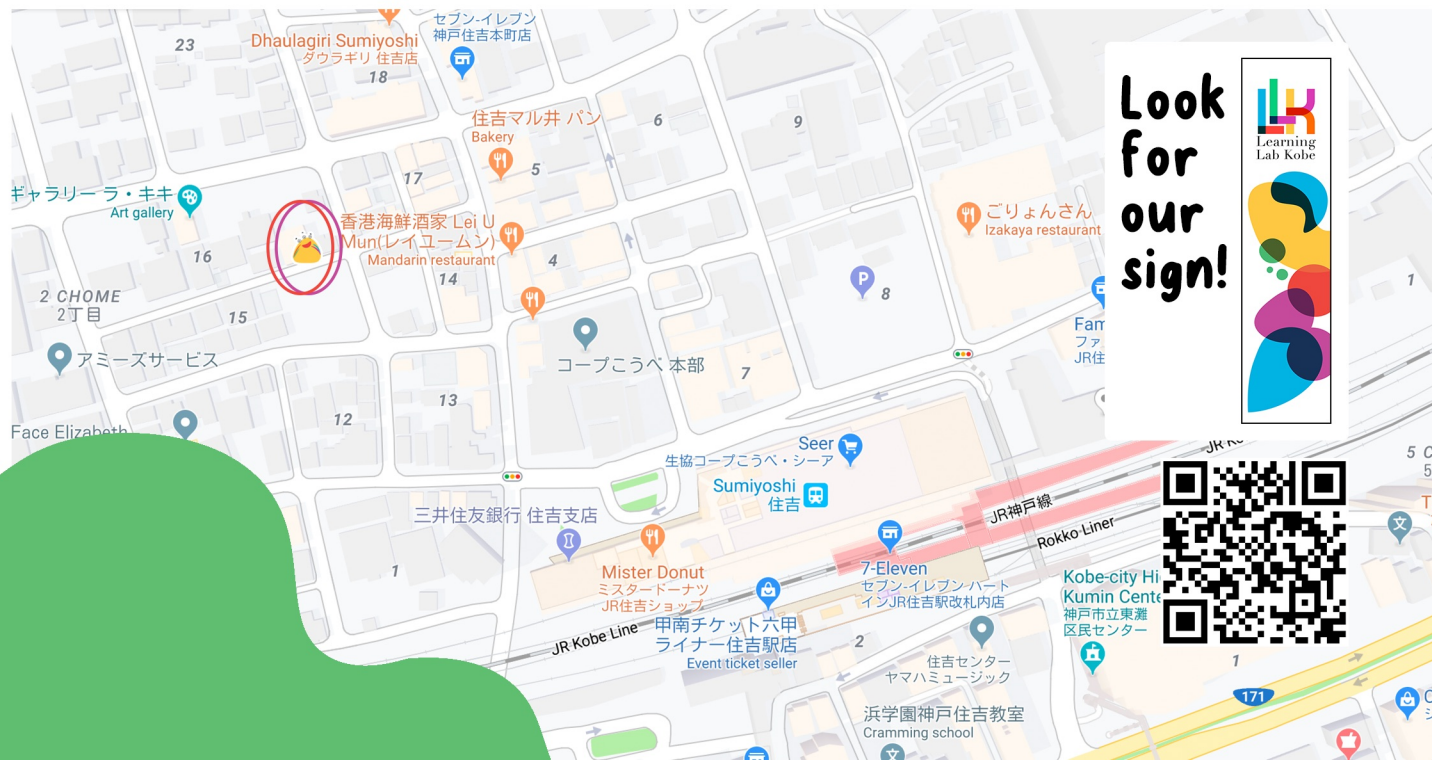 セブン-イレブン
神戸住吉本町店
23
Dhaulagiri Sumiyoshi
ダウラギリ 住吉店
18
Look
for
our
sign!
Learning
Lab Kobe
住吉マル井 パン
Bakery
6
9
5
17
ギャラリー ラ・キキ
Art gallery
香港海鮮酒家 Lei U
Mun(レイユームン)
Mandarin restaurant
ごりょんさん
Izakaya restaurant
16
4
14
P
8
1
2 CHOME
2丁目
15
Fam
ファ
JR住
アミーズサービス
コープこうべ 本部
7
12
13
Face Elizabeth
Seer
生協コープこうべ・シーア
Sumiyoshi
住吉
三井住友銀行 住吉支店
JR神戸線
Rokko Liner
5 C
5
1
Mister Donut
ミスタードーナツ
JR住吉ショップ
7-Eleven
セブン-イレブン ハート
インJR住吉駅改札内店
Kobe-city Hi
Kumin Cente
神戸市立東灘
区民センター
文
JR Kobe Line
甲南チケット六甲
ライナー住吉駅店
Event ticket seller
2
住吉センター
ヤマハミュージック
1
171
浜学園神戸住吉教室
Cramming school
文